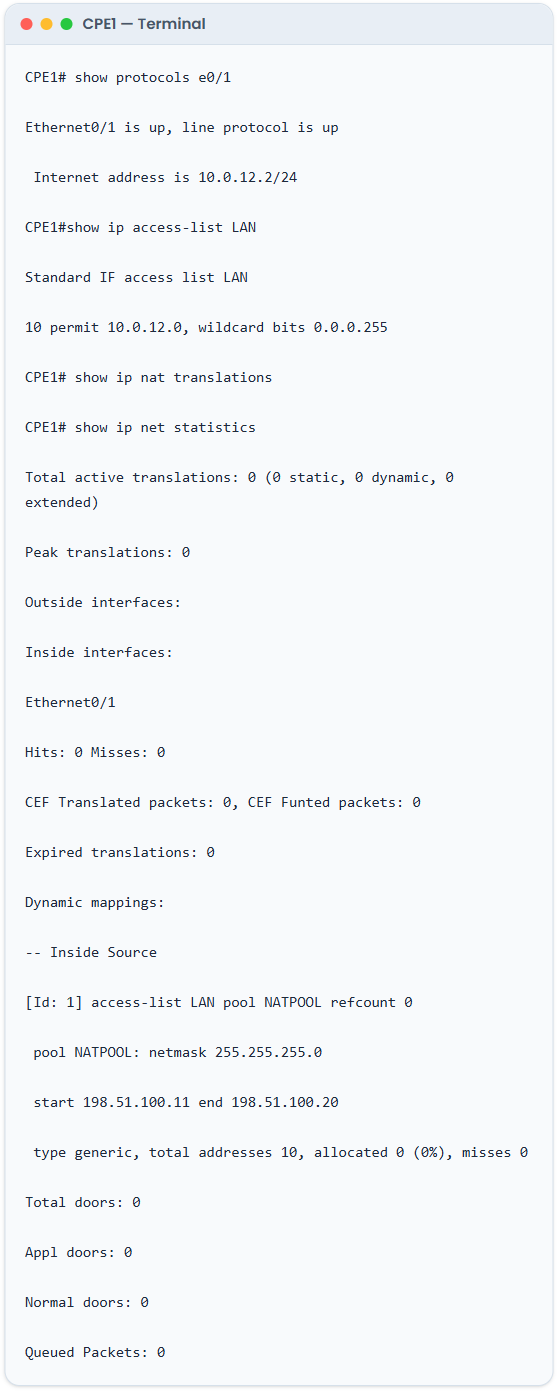 CPE1 — Terminal
CPE1# show protocols e0/1
Ethernet0/1 is up, line protocol is up
Internet address is 10.0.12.2/24
CPE1#show ip access-list LAN
Standard IF access list LAN
10 permit 10.0.12.0, wildcard bits 0.0.0.255
CPE1# show ip nat translations
CPE1# show ip net statistics
Total active translations: 0 (0 static, 0 dynamic, 0
extended)
Peak translations: 0
Outside interfaces:
Inside interfaces:
Ethernet0/1
Hits: 0 Misses: 0
CEF Translated packets: 0, CEF Funted packets: 0
Expired translations: 0
Dynamic mappings:
-- Inside Source
[Id: 1] access-list LAN pool NATPOOL refcount 0
pool NATPOOL: netmask 255.255.255.0
start 198.51.100.11 end 198.51.100.20
type generic, total addresses 10, allocated 0 (0%), misses 0
Total doors: 0
Appl doors: 0
Normal doors: 0
Queued Packets: 0